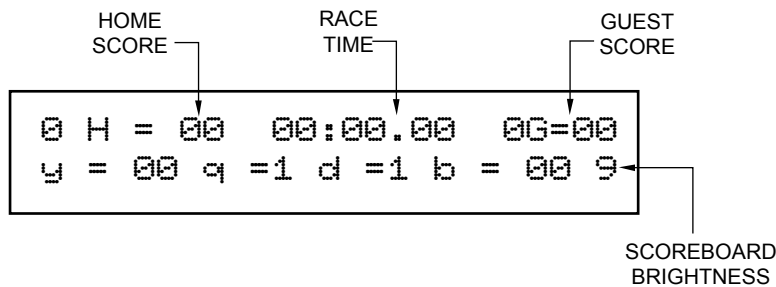 HOME
SCORE
RACE
TIME
GUEST
SCORE
0 H = 00 00:00.00 0G=00
y = 00 q =1 d =1 b = 00 9
SCOREBOARD
BRIGHTNESS